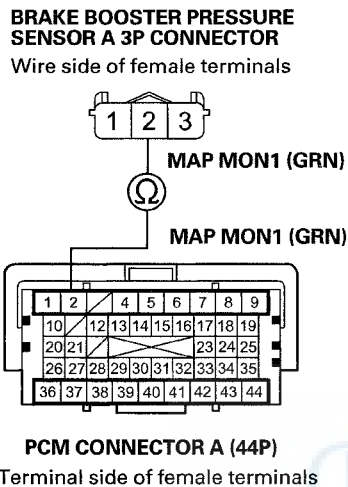 BRAKE BOOSTER PRESSURE
SENSOR A 3P CONNECTOR
Wire side of female terminals
1 2 3
MAP MON1 (GRN)
Ω
MAP MON1 (GRN)
1 2 4 5 6 7 8 9
10 12 13 14 15 16 17 18 19
20 21 23 24 25
26 27 28 29 30 31 32 33 34 35
36 37 38 39 40 41 42 43 44
PCM CONNECTOR A (44P)
Terminal side of female terminals